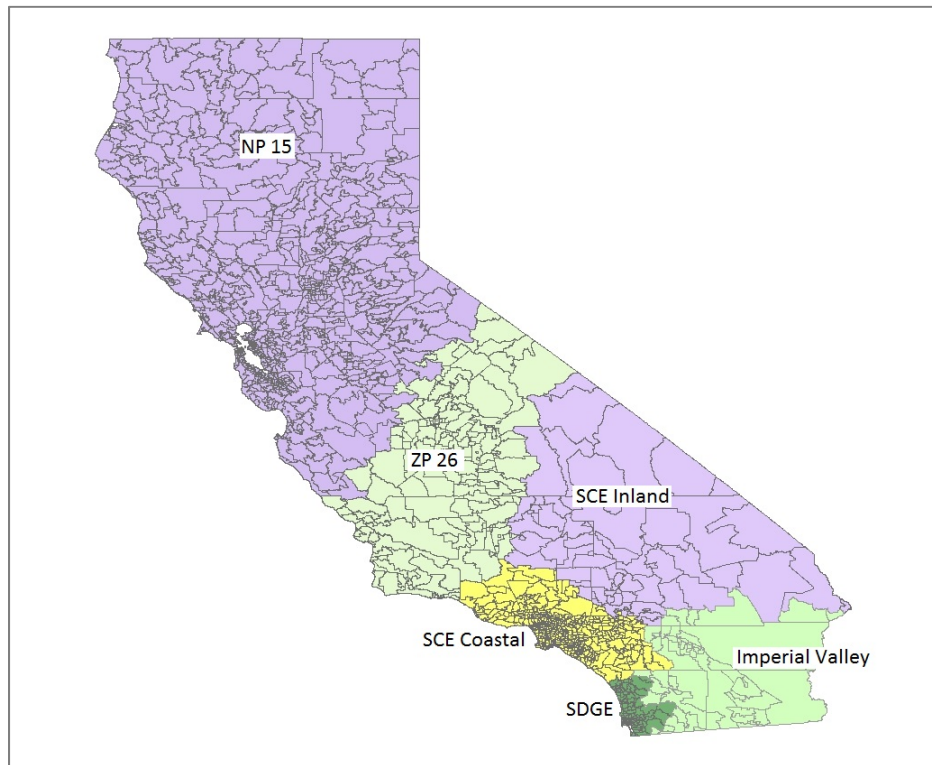 NP 15
ZP 26
SCE Inland
SCE Coastal
Imperial Valley
SDGE